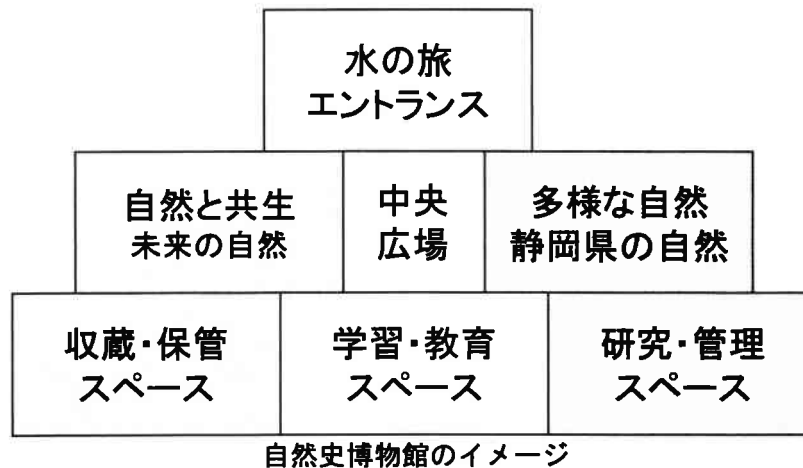 水の旅
エントランス
自然と共生
未来の自然
中央
広場
多様な自然
静岡県の自然
収蔵・保管
スペース
学習・教育
スペース
研究・管理
スペース
自然史博物館のイメージ